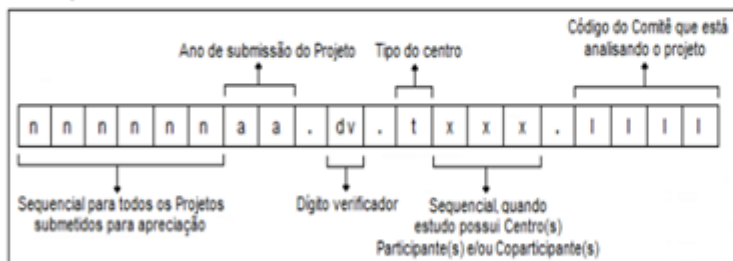 Código do Comitê que está
analisando o projeto
Ano de submissão do Projeto
Tipo do centro
n n n n n n a a . dv . t x x x . l l l l
Sequencial para todos os Projetos
submetidos para apreciação
Dígito verificador
Sequencial, quando
estudo possui Centro(s)
Participante(s) e/ou Coparticipante(s)